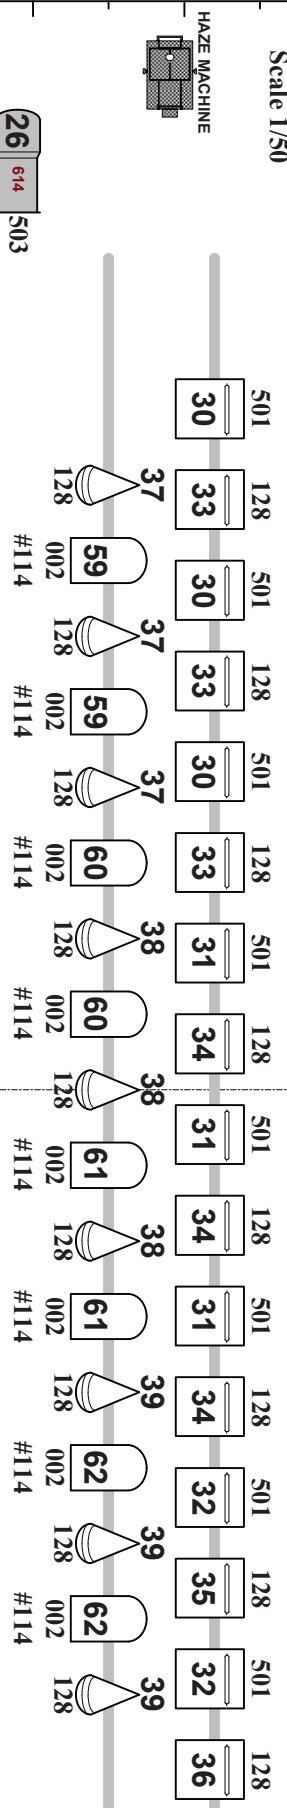 Scale 1/50
501 128 501 128 501 128 501 128 501 128 501 128 501 128 501 128
HAZE MACHINE
30 33 30 33 30 33 31 34 31 34 31 34 32 35 32 36
37 37 37 38 38 38 39 39 39
59 59 60 60 61 61 62 62
128 002 128 002 128 002 128 002 128 002 128 002 128 002 128 002 128
#114 #114 #114 #114 #114 #114 #114 #114
26 614 503